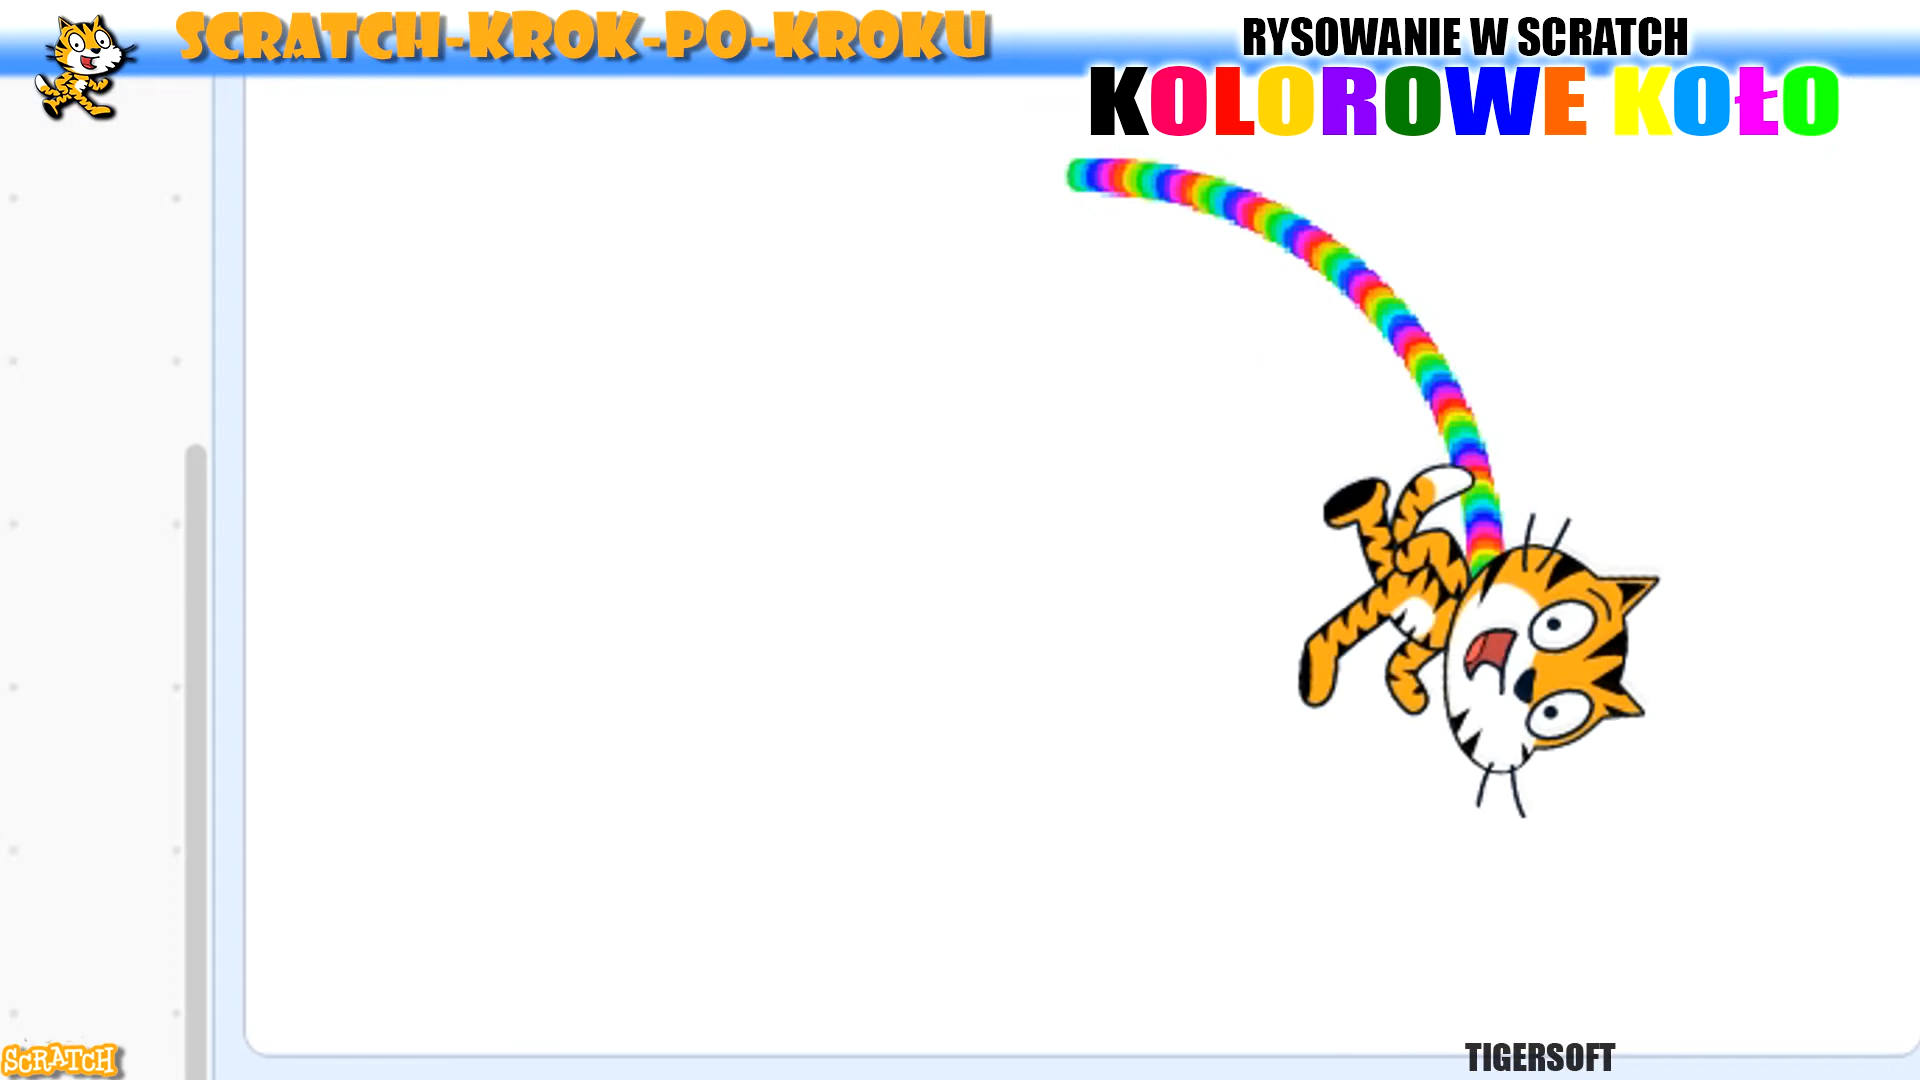 SCRATCH-KROK-PO-KROKU
RYSOWANIE W SCRATCH
KOLOROWE KOŁO
SCRATCH
TIGERSOFT